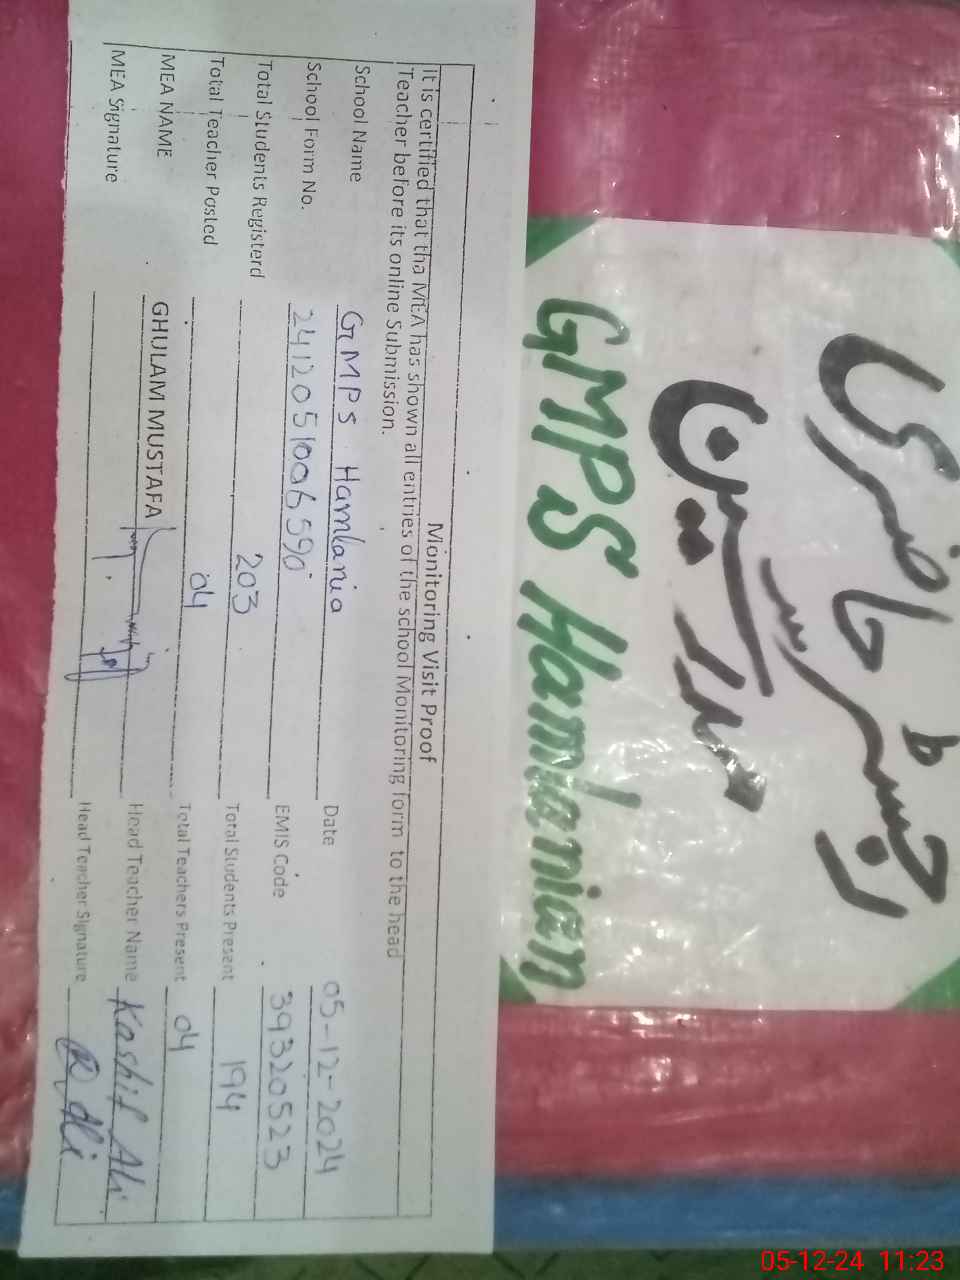 رجسٹر حاضری
مدرسین
GMPS Hamlanian
Monitoring Visit Proof
It is certified that tha MEA has shown all entries of the school Monitoring form to the head
Teacher before its online Submission.
School Name GMPS Hamlania Date 05-12-2024
School Form No. 2412051006590 EMIS Code 39320523
Total Students Registerd 203 Total Students Present 194
Total Teacher Posted 04 Total Teachers Present 04
MEA NAME GHULAM MUSTAFA Head Teacher Name Kashif Ali
MEA Signature Head Teacher Signature
05-12-24 11:23